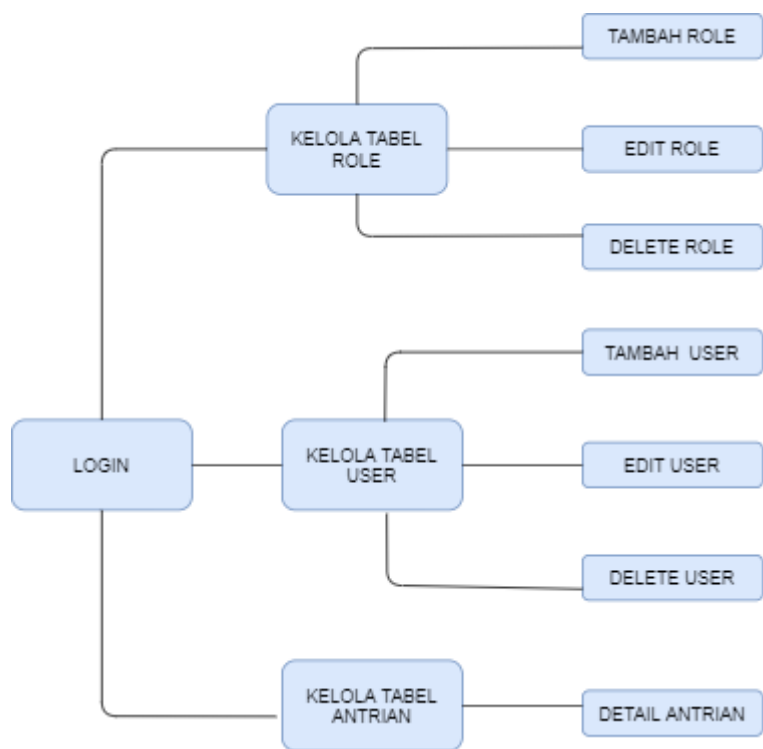 TAMBAH ROLE
KELOLA TABEL
ROLE
EDIT ROLE
DELETE ROLE
TAMBAH USER
LOGIN
KELOLA TABEL
USER
EDIT USER
DELETE USER
KELOLA TABEL
ANTRIAN
DETAIL ANTRIAN